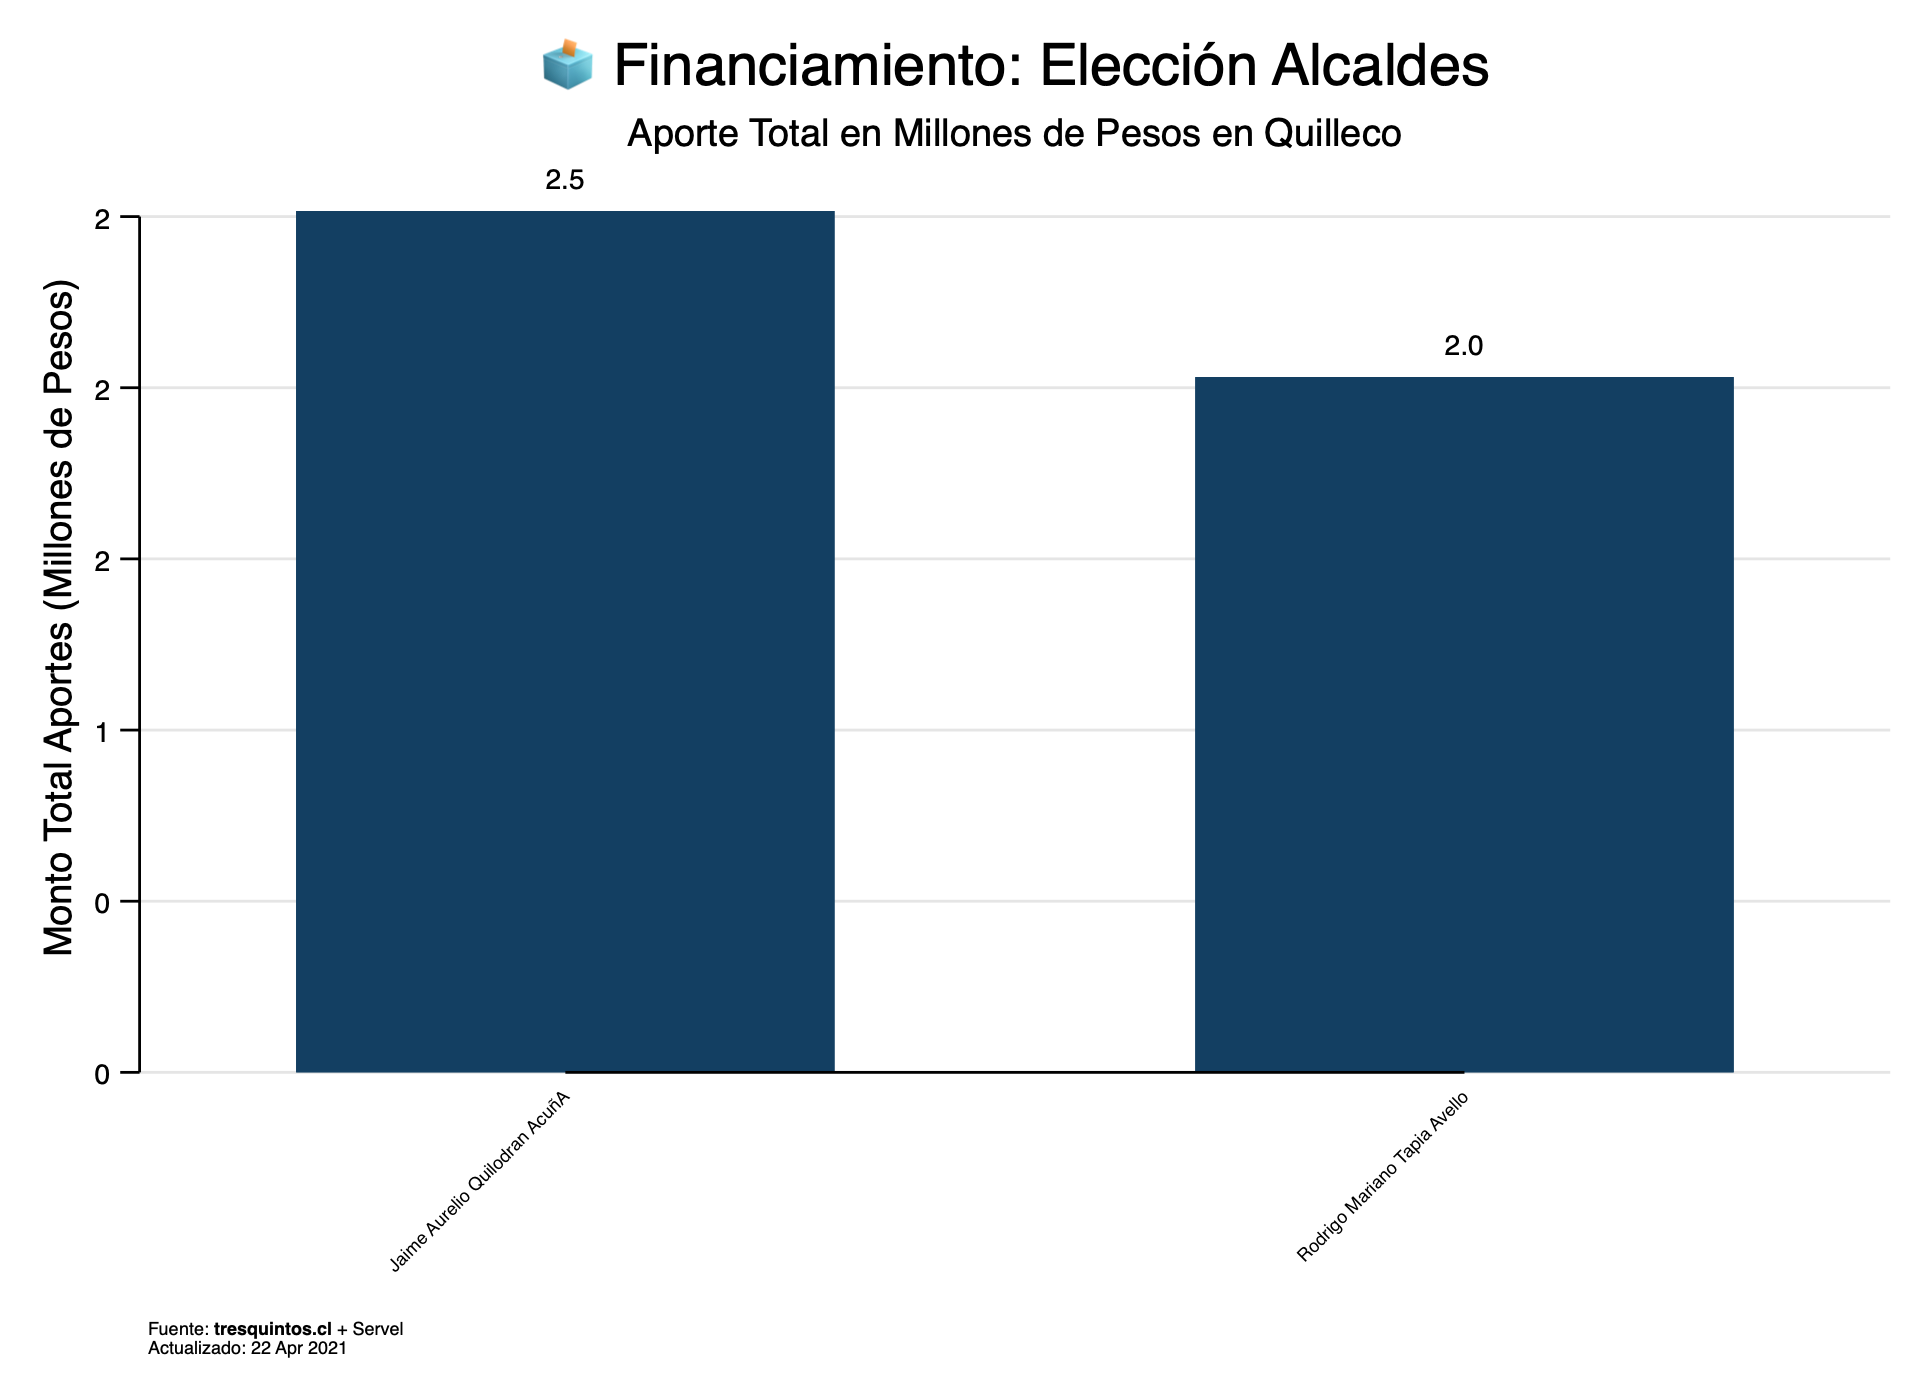 Financiamiento: Elección Alcaldes
Aporte Total en Millones de Pesos en Quilleco
Monto Total Aportes (Millones de Pesos)
2
2
2
1
0
0
2.5
2.0
Jaime Aurelio Quilodran AcuñA
Rodrigo Mariano Tapia Avello
Fuente: tresquintos.cl + Servel
Actualizado: 22 Apr 2021